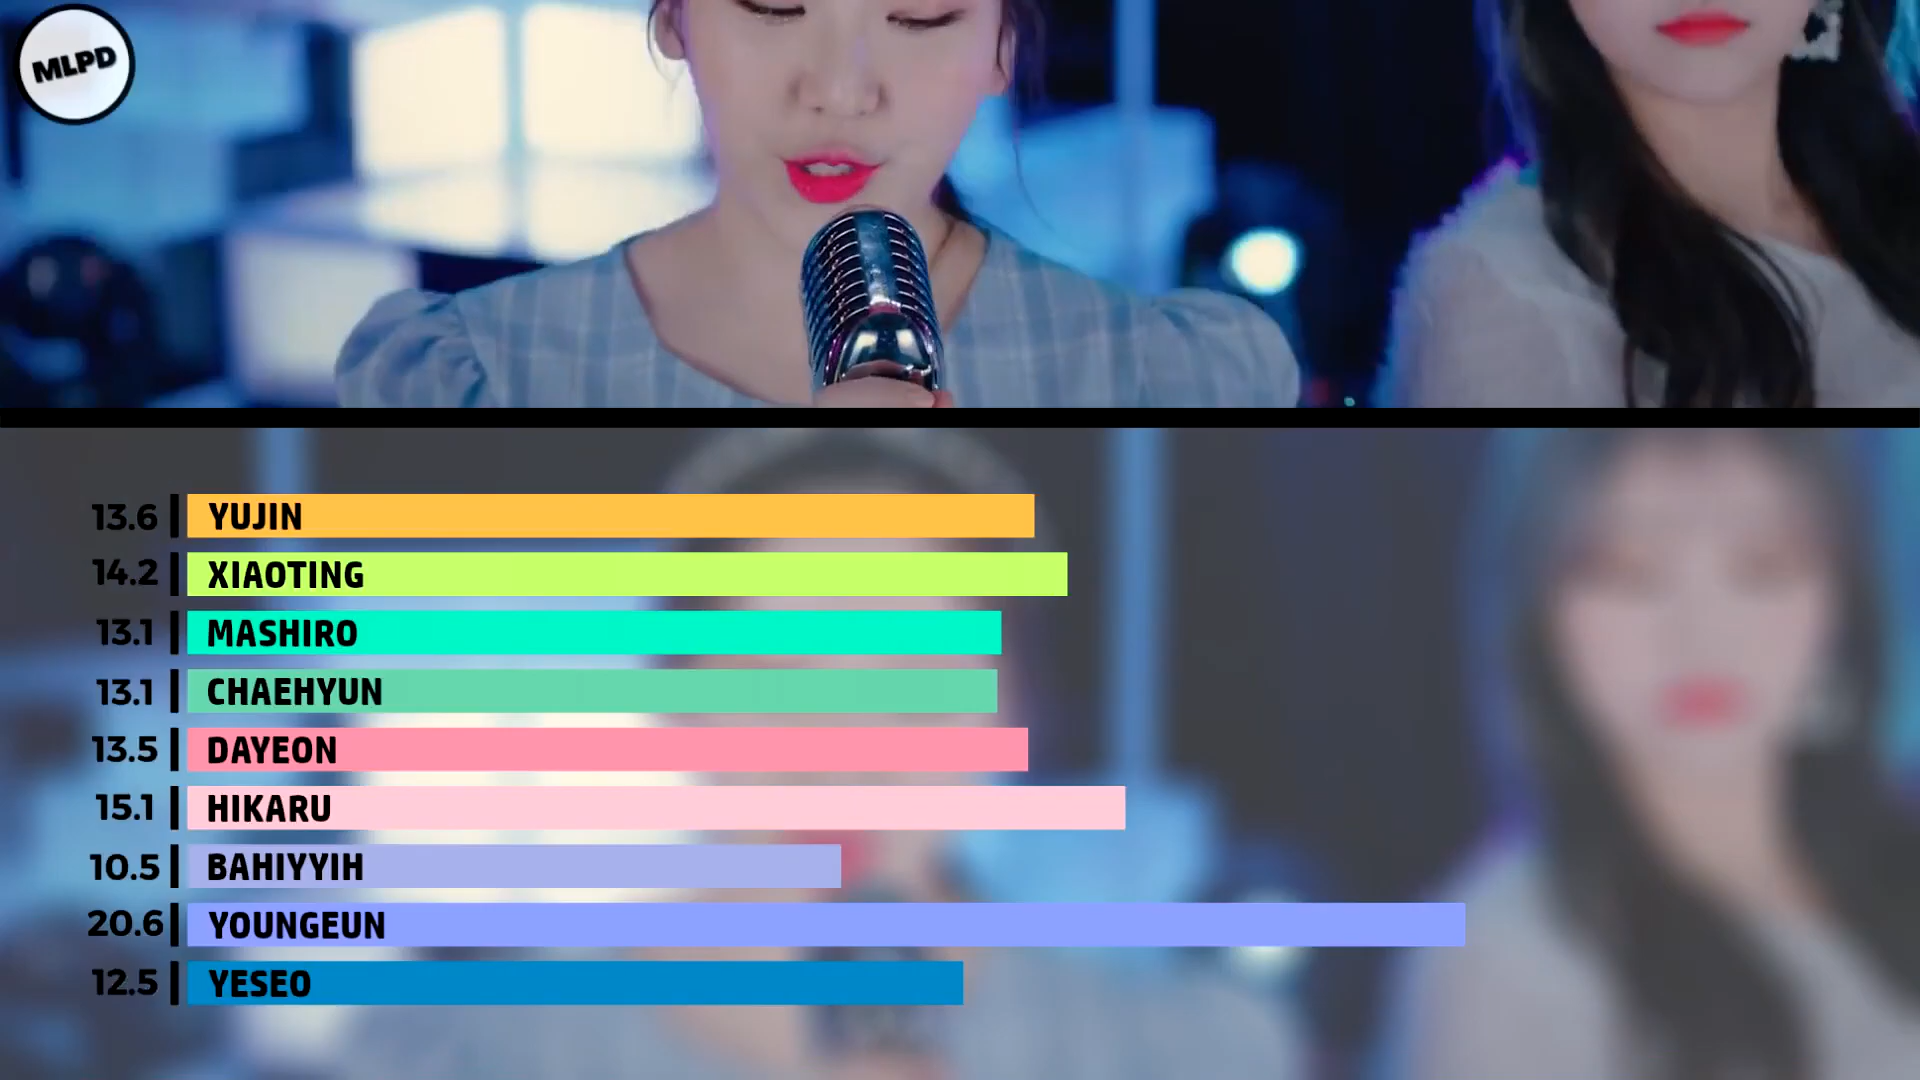 MLPD
13.6 YUJIN
14.2 XIAOTING
13.1 MASHIRO
13.1 CHAEHYUN
13.5 DAYEON
15.1 HIKARU
10.5 BAHIYYIH
20.6 YOUNGEUN
12.5 YESEO